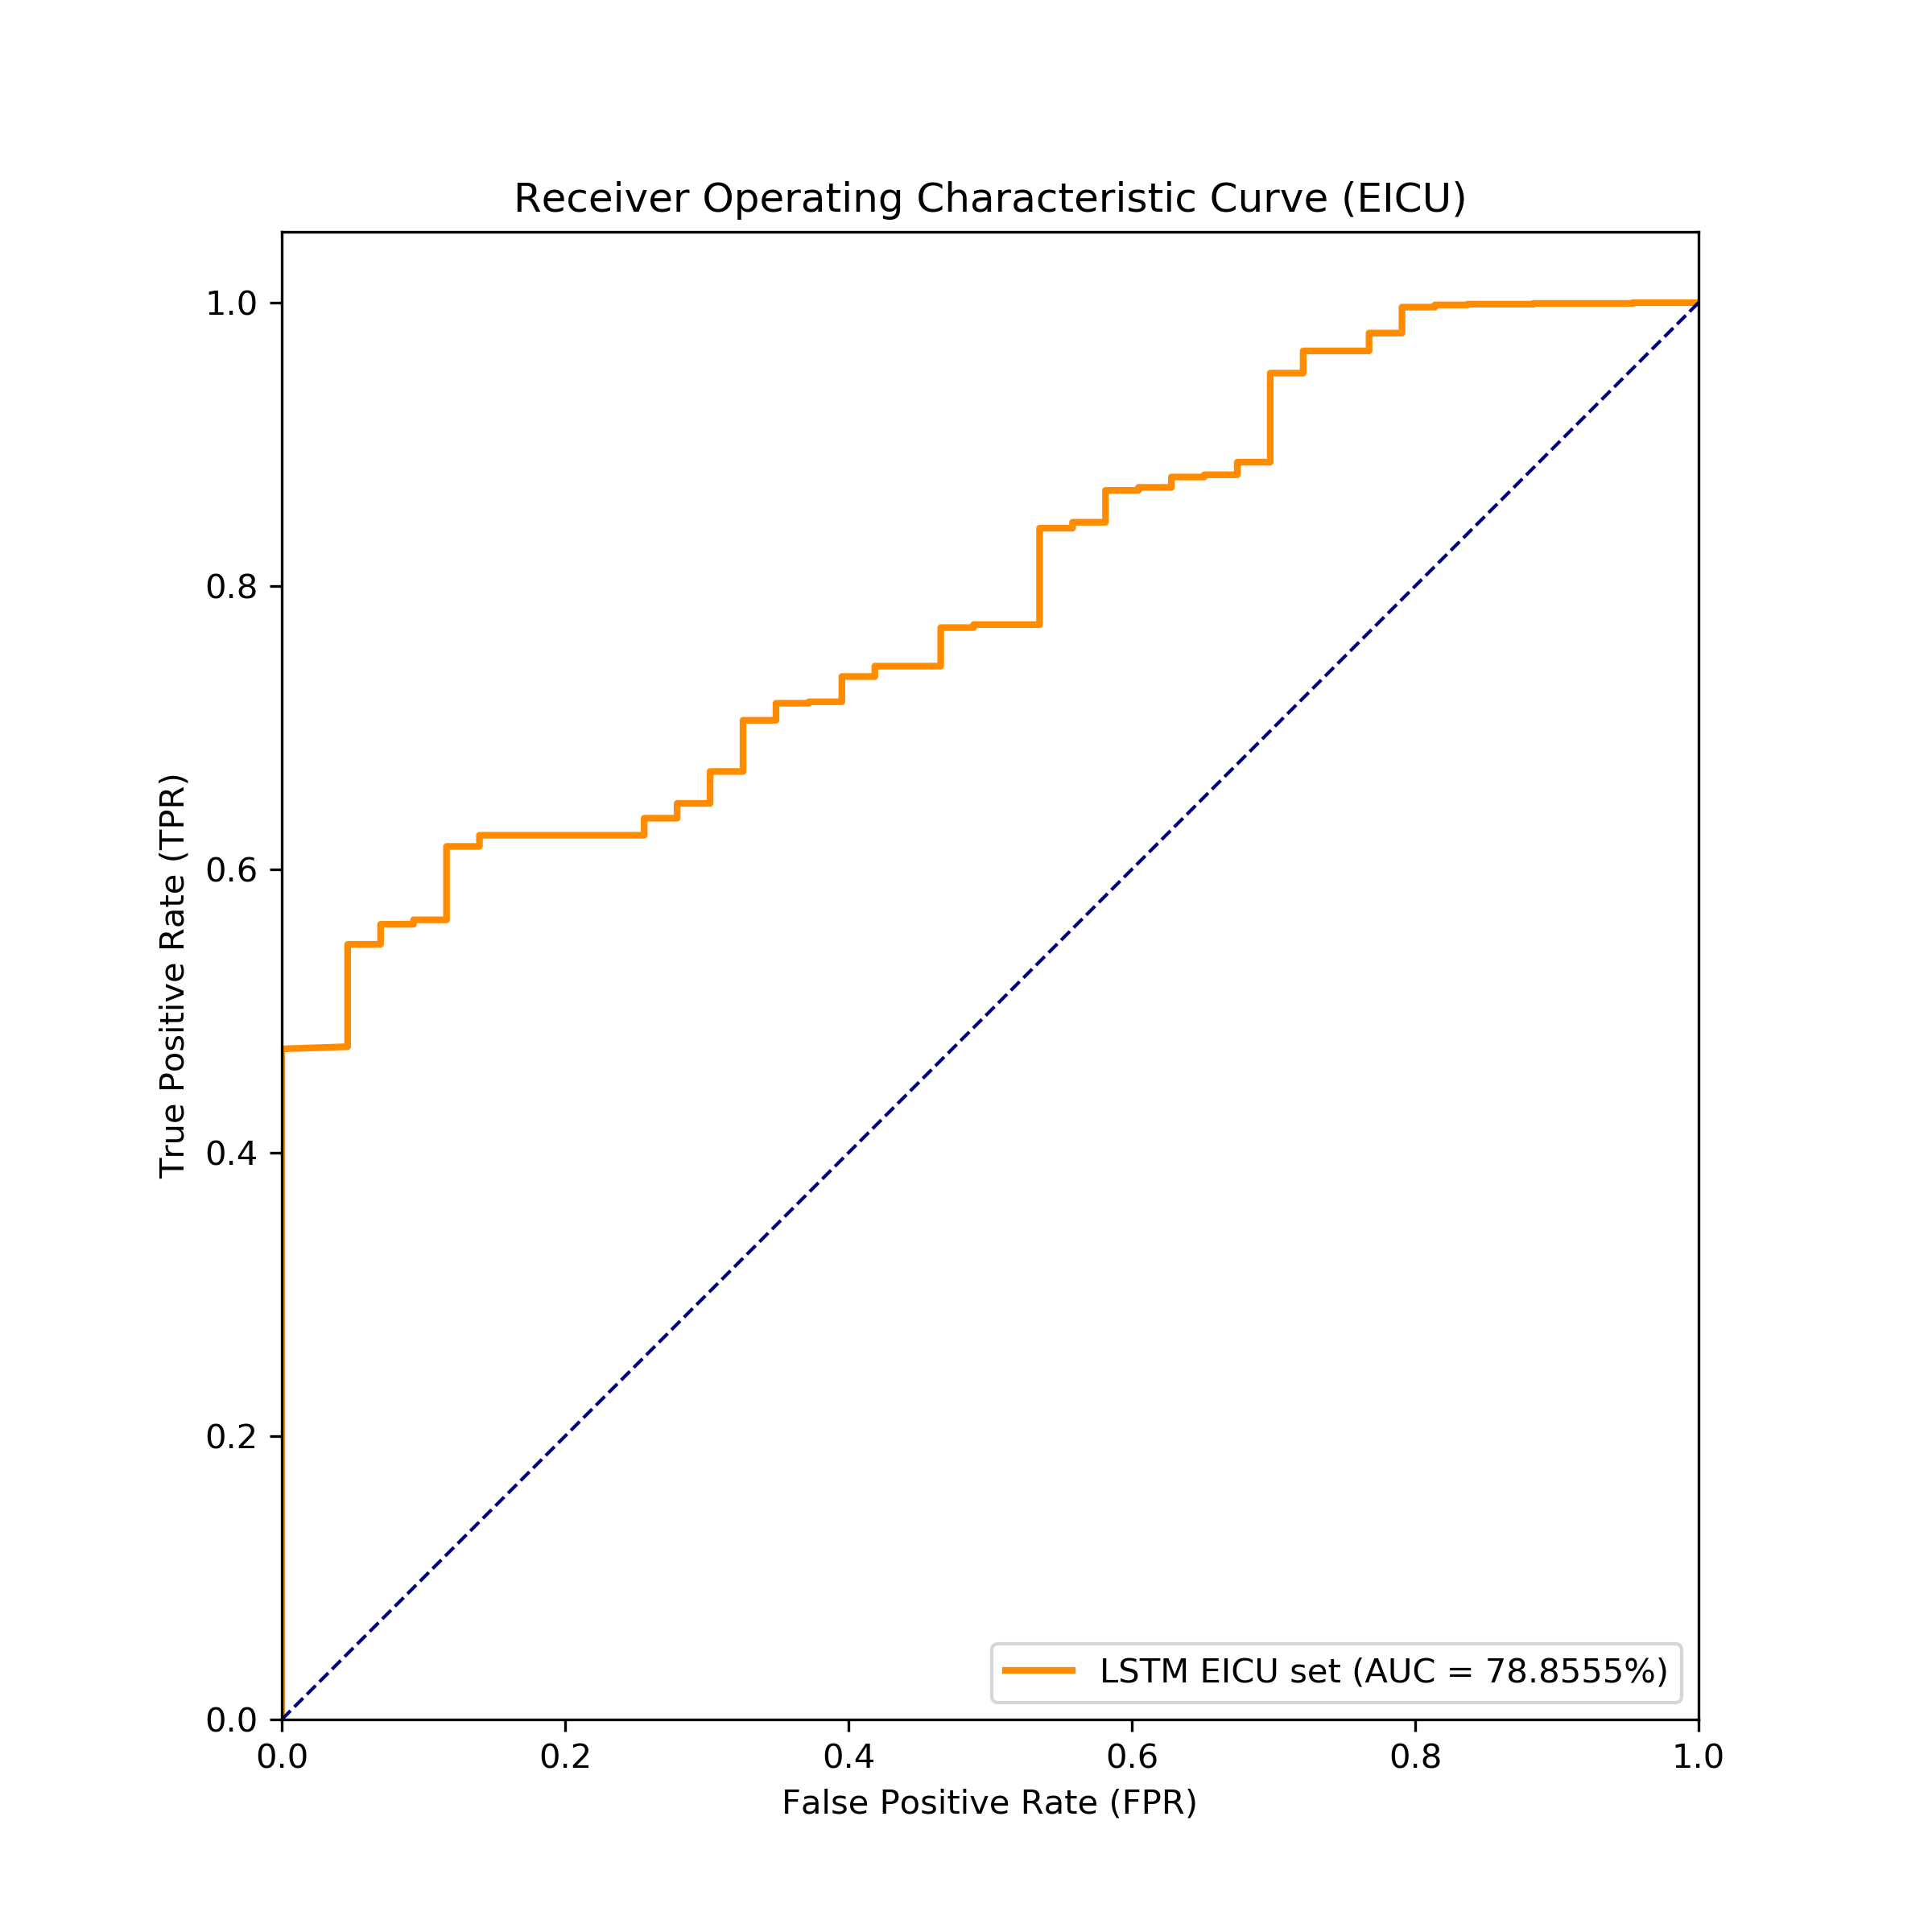 Receiver Operating Characteristic Curve (EICU)
1.0
0.8
0.6
0.4
0.2
0.0
True Positive Rate (TPR)
LSTM EICU set (AUC = 78.8555%)
0.0 0.2 0.4 0.6 0.8 1.0
False Positive Rate (FPR)